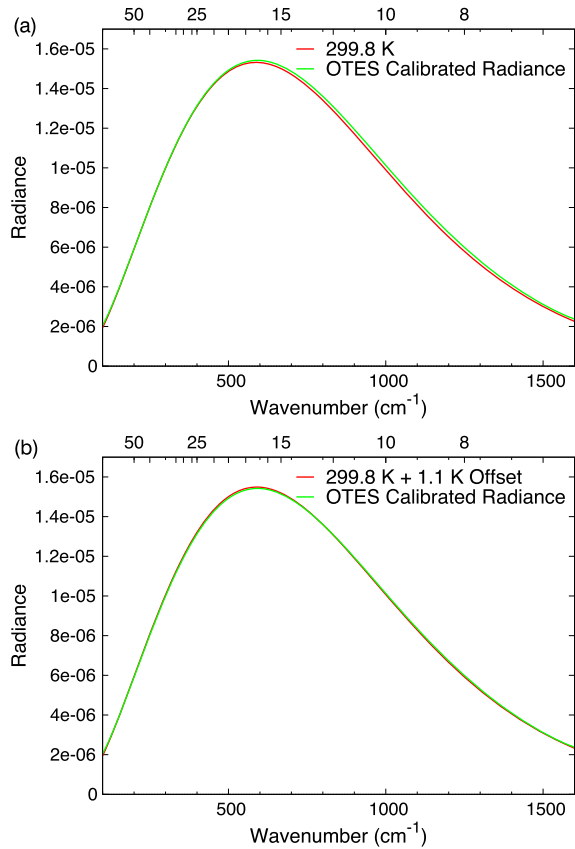 (a)
50 25 15 10 8
1.6e-05
1.4e-05
1.2e-05
1e-05
8e-06
6e-06
4e-06
2e-06
0
Radiance
299.8 K
OTES Calibrated Radiance
500 1000 1500
Wavenumber (cm-1)
(b)
50 25 15 10 8
1.6e-05
1.4e-05
1.2e-05
1e-05
8e-06
6e-06
4e-06
2e-06
0
Radiance
299.8 K + 1.1 K Offset
OTES Calibrated Radiance
500 1000 1500
Wavenumber (cm-1)